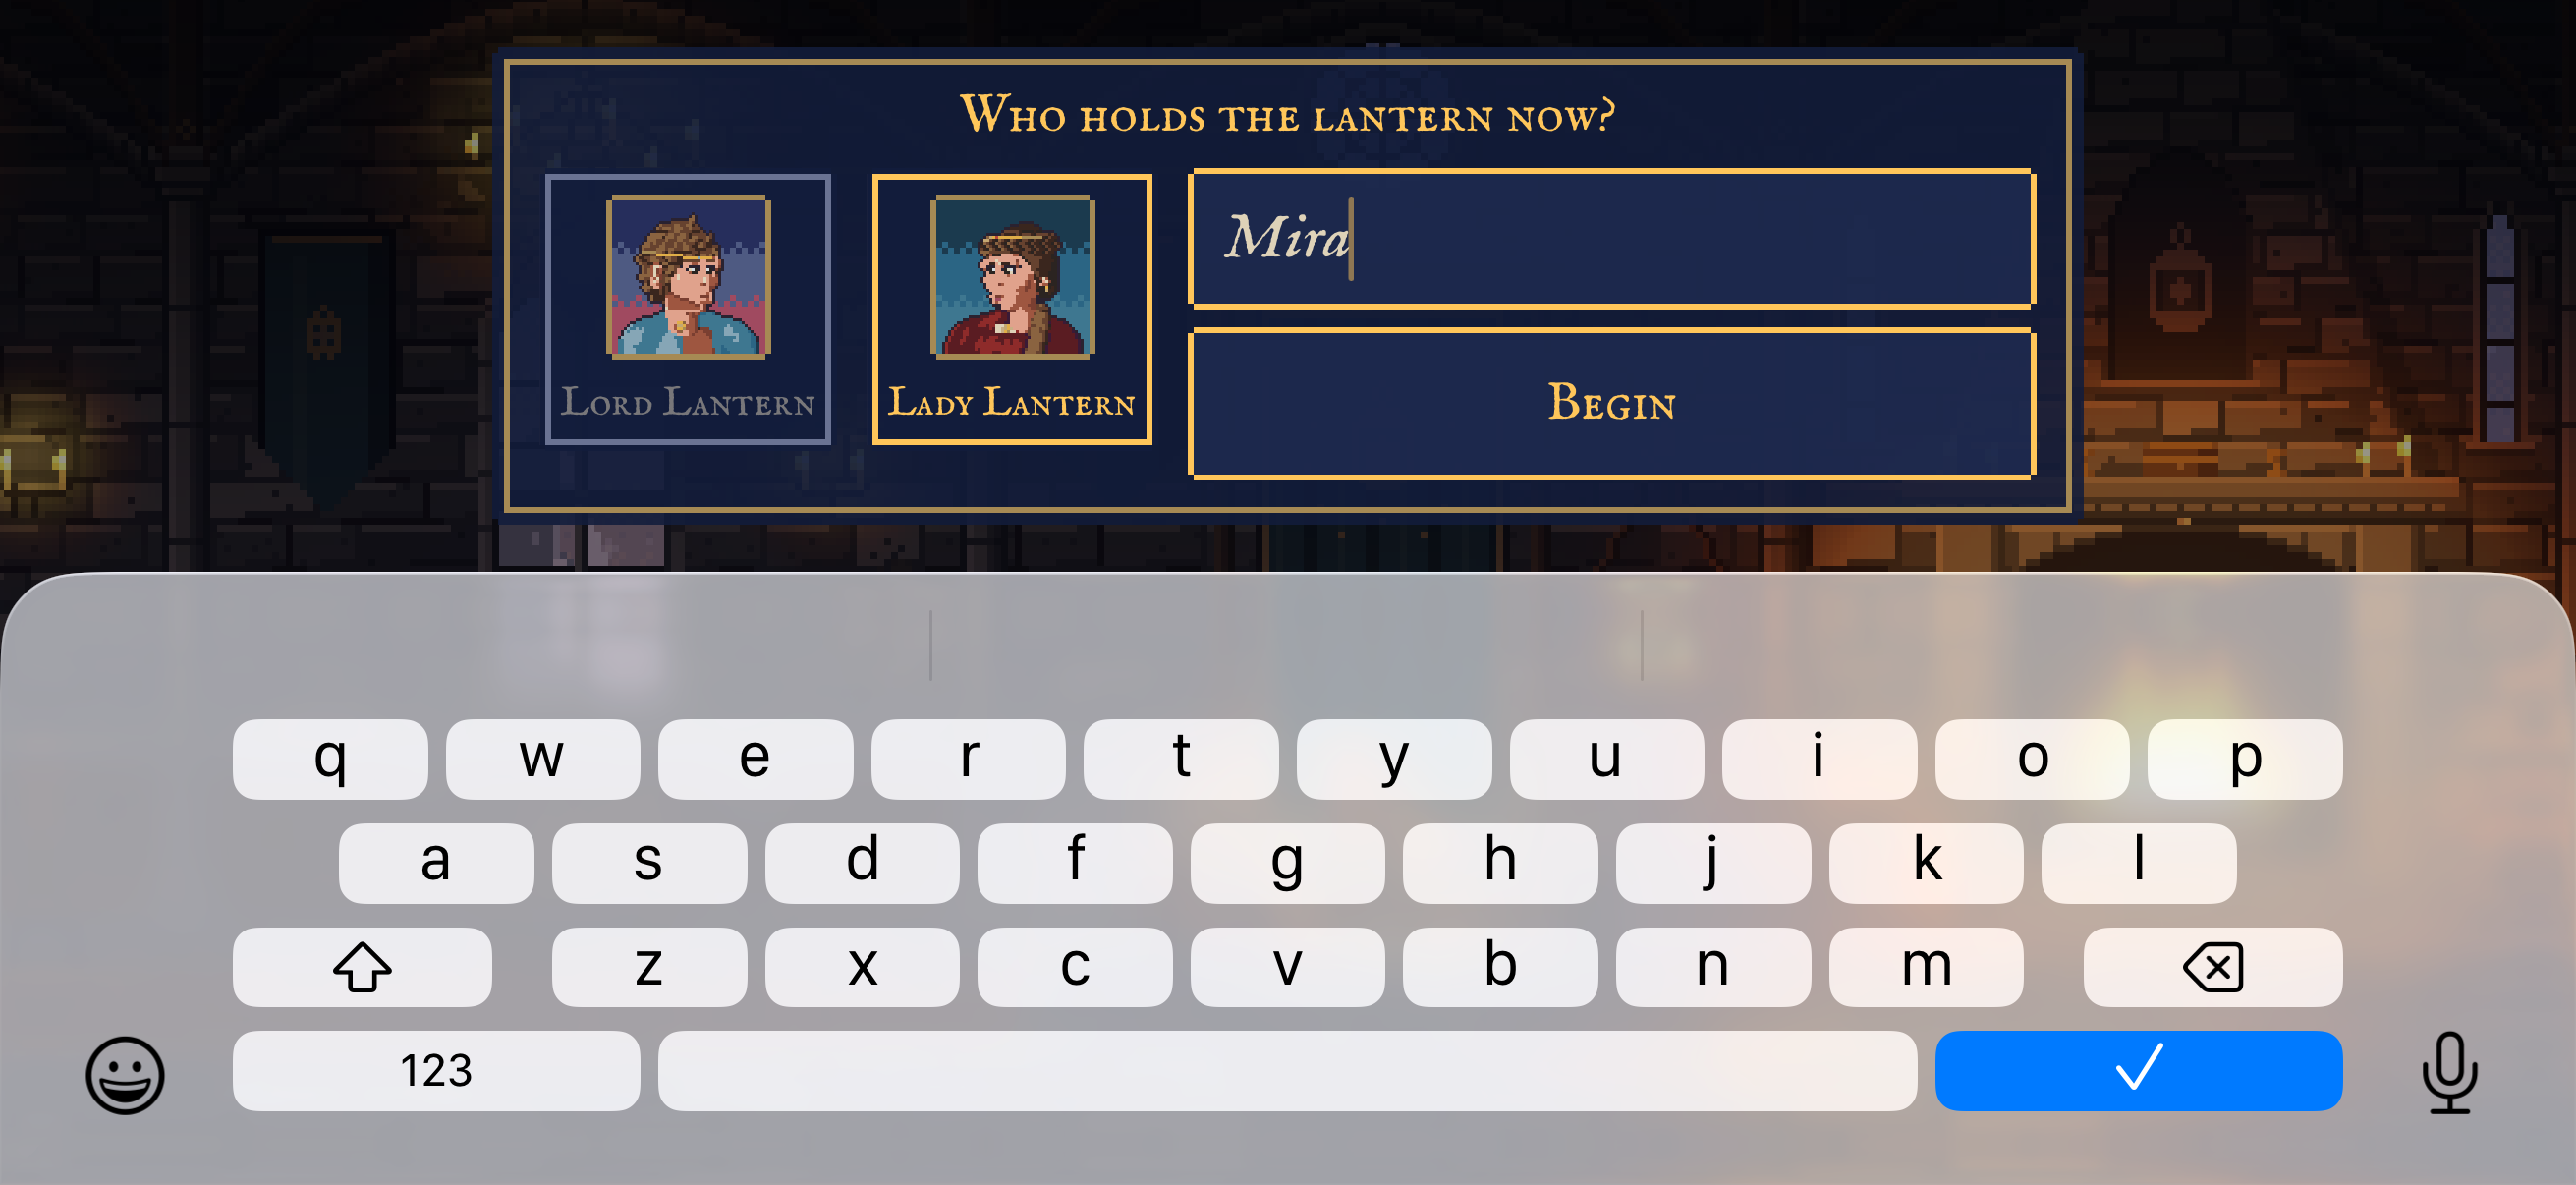 Who holds the lantern now?
Lord Lantern
Lady Lantern
Mira
Begin
q w e r t y u i o p
a s d f g h j k l
z x c v b n m
123